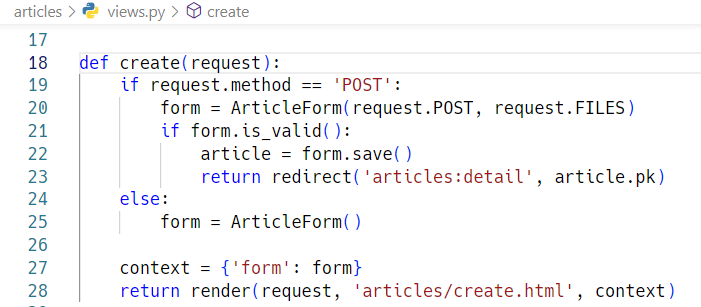 articles > views.py > create
17
18 def create(request):
19     if request.method == 'POST':
20         form = ArticleForm(request.POST, request.FILES)
21         if form.is_valid():
22             article = form.save()
23             return redirect('articles:detail', article.pk)
24     else:
25         form = ArticleForm()
26
27     context = {'form': form}
28     return render(request, 'articles/create.html', context)